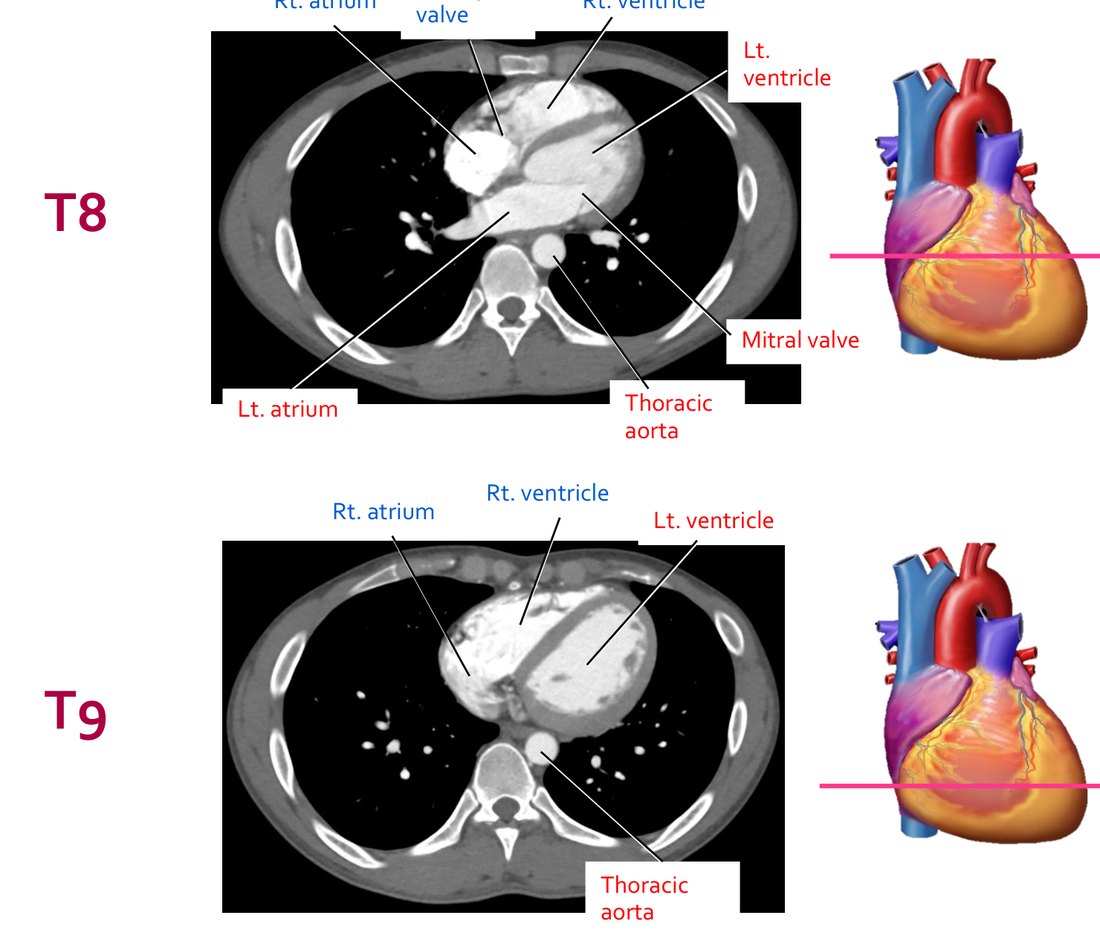 Rt. atrium
valve
Rt. ventricle
Lt.
ventricle
T8
Mitral valve
Lt. atrium
Thoracic
aorta
Rt. ventricle
Rt. atrium
Lt. ventricle
T9
Thoracic
aorta